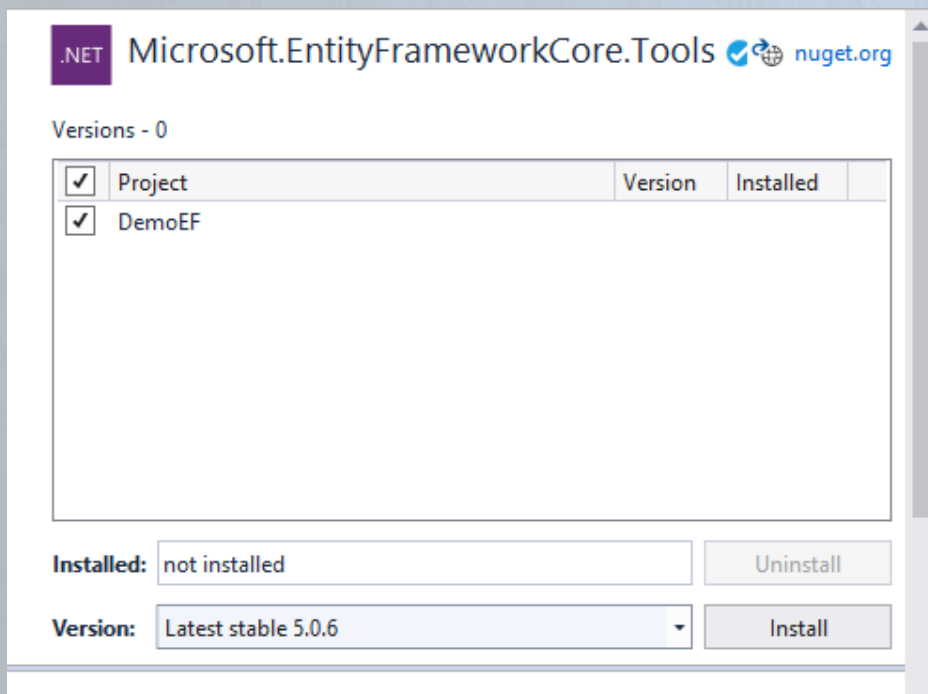 .NET Microsoft.EntityFrameworkCore.Tools nuget.org
Versions - 0
Project Version Installed
DemoEF
Installed: not installed Uninstall
Version: Latest stable 5.0.6 Install